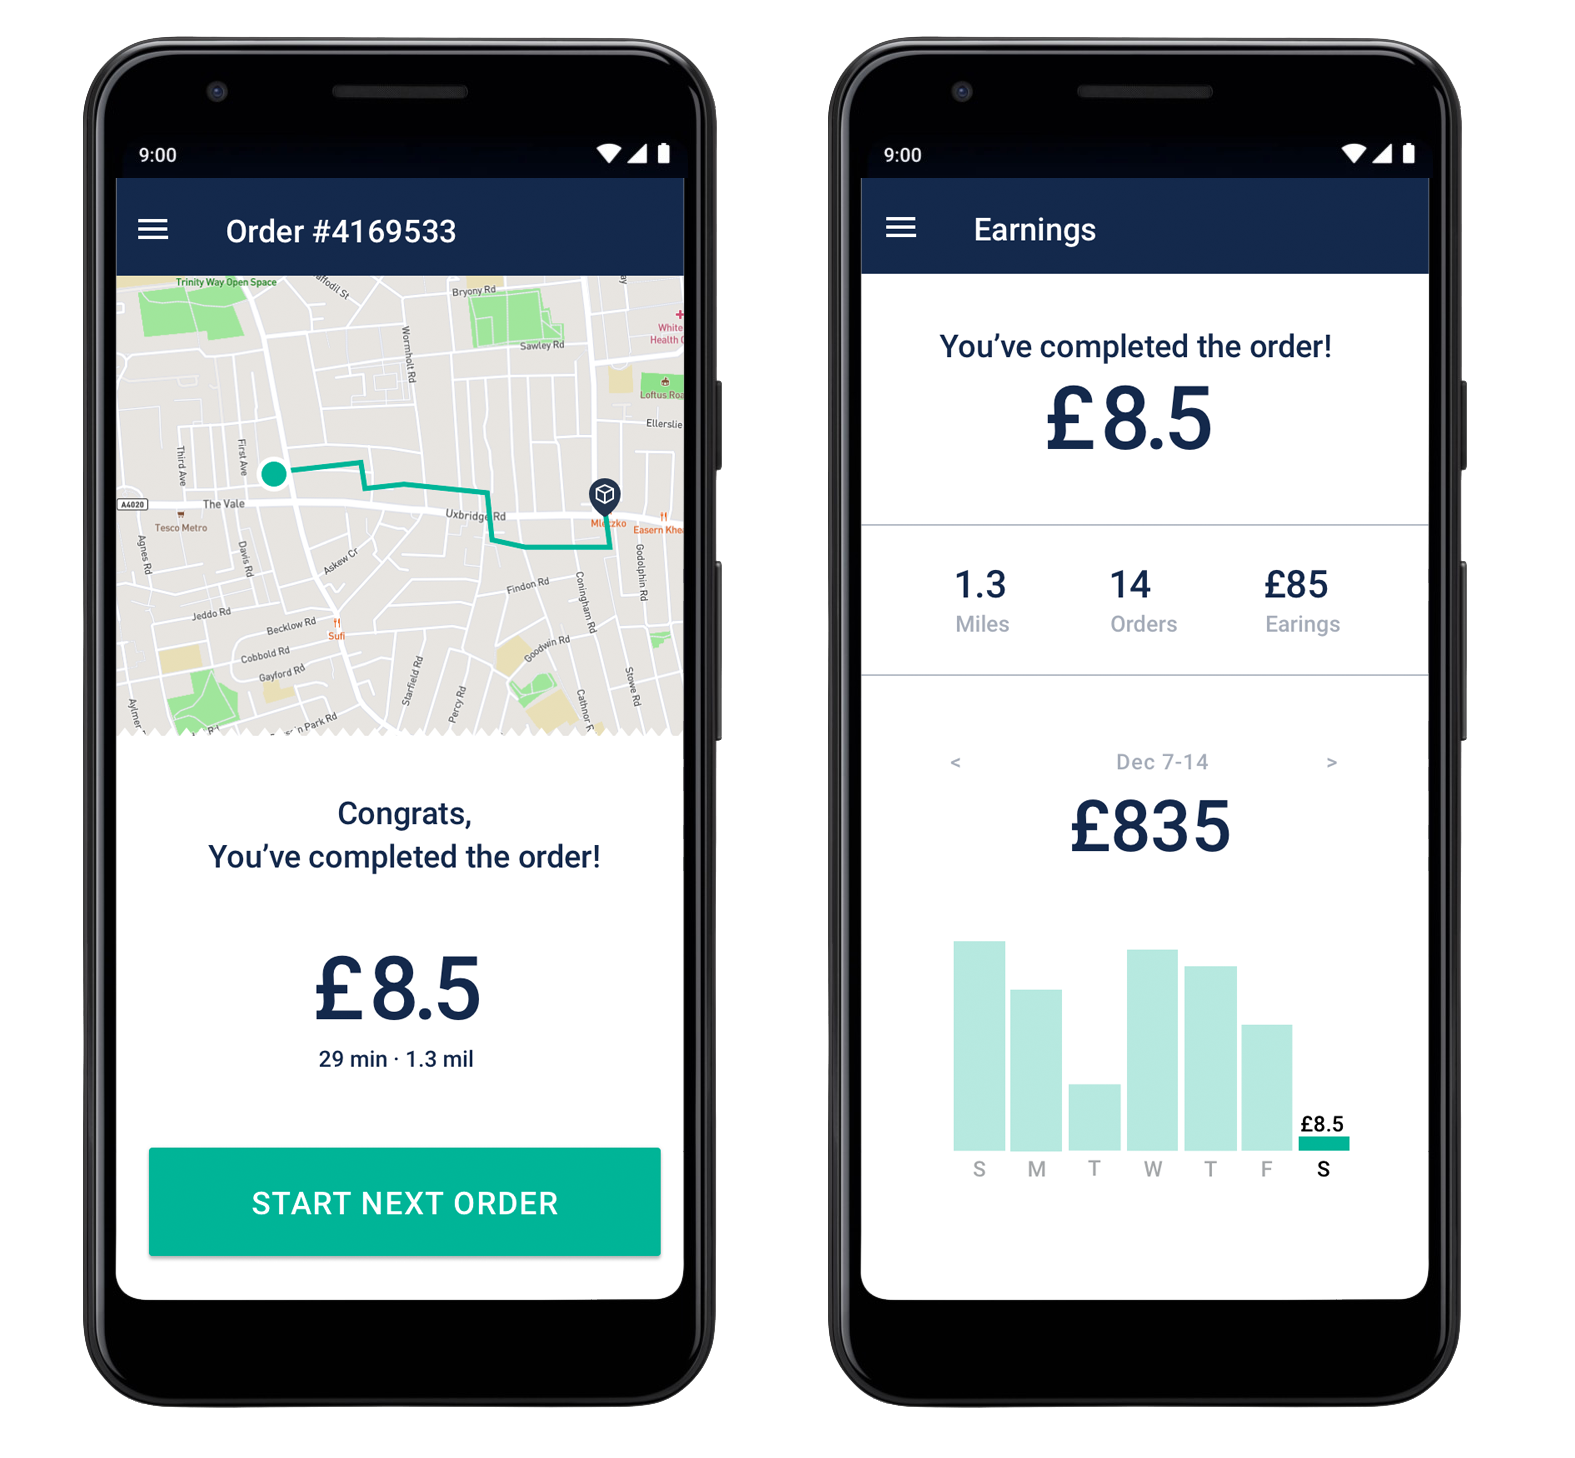 9:00
Order #4169533
Trinity Way Open Space
affodil St
Bryony Rd
White
Health C
Wormholt Rd
Sawley Rd
Loftus Roa
Ellerslie
Third Ave
First Ave
A4020
The Vale
Uxbridge Rd
Tesco Metro
Eastern Khea
Agnes Rd
Davis Rd
Askew Cr
Findon Rd
Coningham Rd
Godolphin Rd
Jeddo Rd
Becklow Rd
Sufi
Cobbold Rd
Gayford Rd
Goodwin Rd
Starfield Rd
Percy Rd
Stowe Rd
Cathnor R
Aylmer
Rd
n Park Rd
Congrats,
You’ve completed the order!
£8.5
29 min · 1.3 mil
START NEXT ORDER
9:00
Earnings
You’ve completed the order!
£8.5
1.3 14 £85
Miles Orders Earings
< Dec 7-14 >
£835
£8.5
S M T W T F S